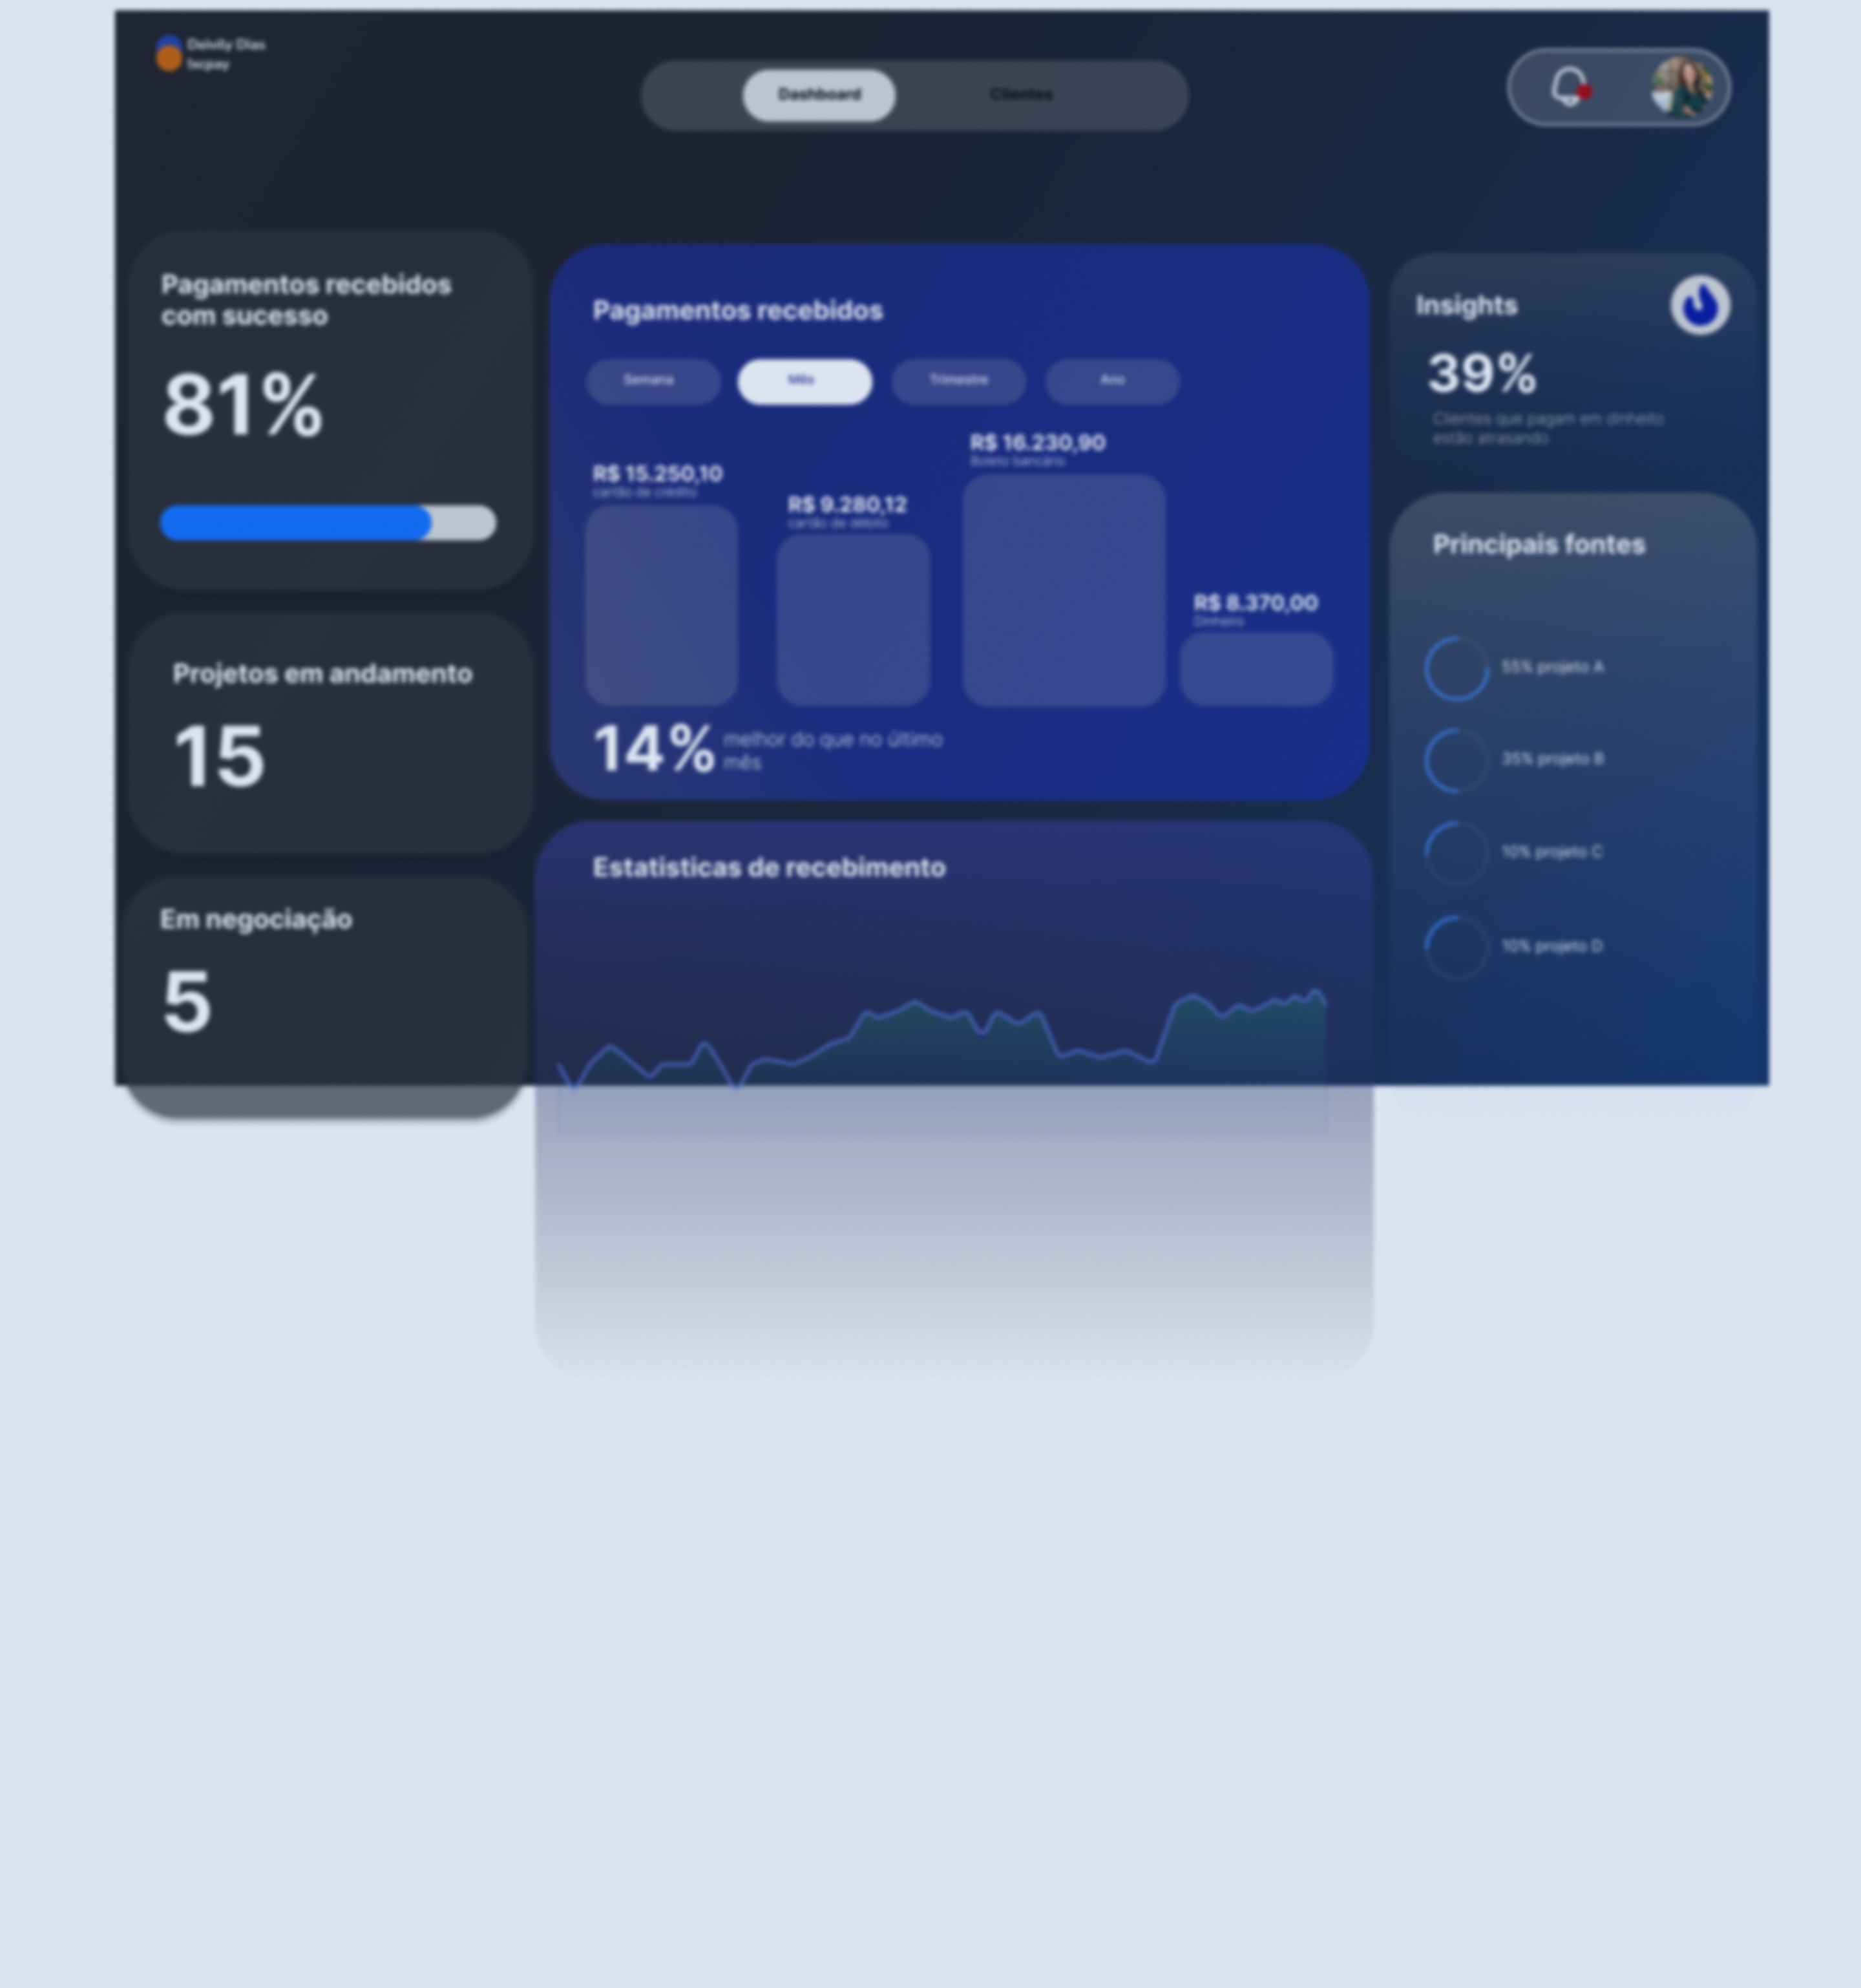 Deivily Dias
Iscpay
Dashboard
Clientes
Pagamentos recebidos
com sucesso
81%
Projetos em andamento
15
Em negociação
5
Pagamentos recebidos
Semana
Mês
Trimestre
Ano
R$ 15.250,10
cartão de crédito
R$ 9.280,12
cartão de débito
R$ 16.230,90
Boleto bancário
R$ 8.370,00
Dinheiro
14% melhor do que no último
mês
Estatisticas de recebimento
Insights
39%
Clientes que pagam em dinheito
estão atrasando
Principais fontes
55% projeto A
35% projeto B
10% projeto C
10% projeto D